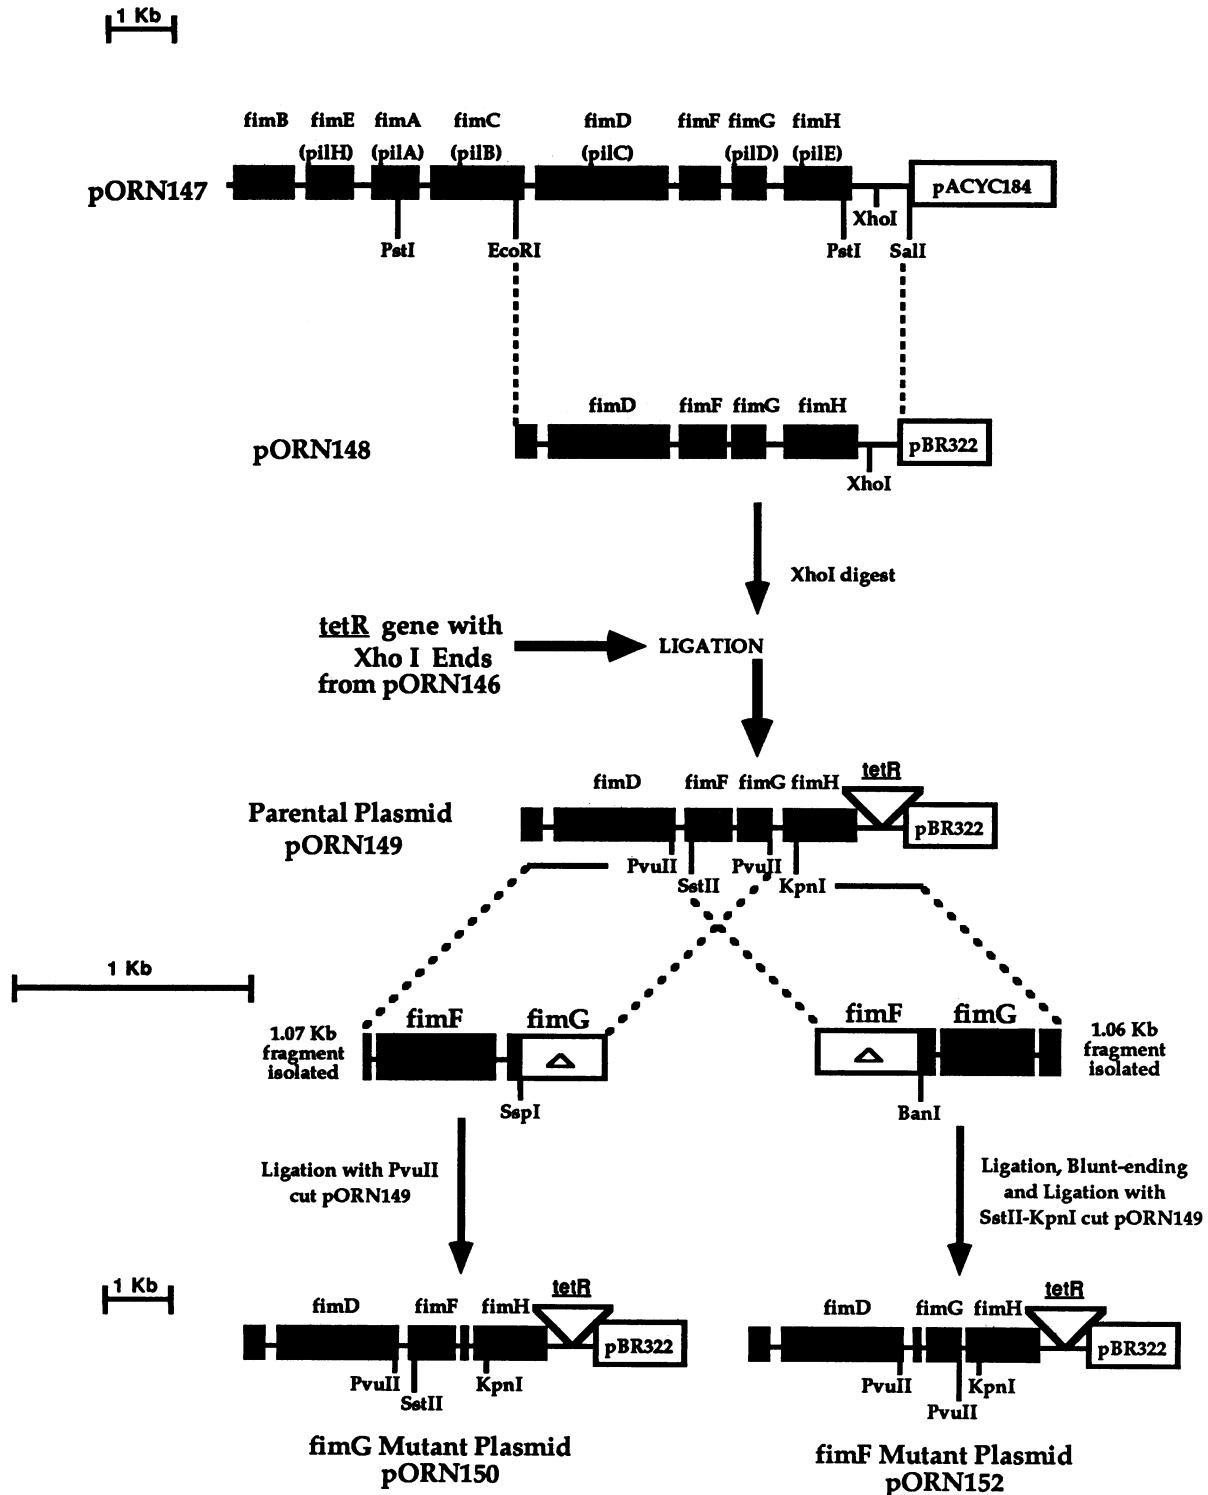 1 Kb
fimB fimE fimA fimC fimD fimF fimG fimH
(pilH) (pilA) (pilB) (pilC) (pilD) (pilE)
pORN147
pACYC184
XhoI
PstI EcoRI PstI SalI
fimD fimF fimG fimH
pORN148
pBR322
XhoI
XhoI digest
tetR gene with
Xho I Ends
from pORN146
LIGATION
tetR
fimD fimF fimG fimH
Parental Plasmid
pORN149
pBR322
PvuII PvuII
SstII KpnI
1 Kb
fimF fimG
1.07 Kb
fragment
isolated
Δ
SspI
fimF fimG
Δ
1.06 Kb
fragment
isolated
BanI
Ligation with PvuII
cut pORN149
Ligation, Blunt-ending
and Ligation with
SstII-KpnI cut pORN149
1 Kb
tetR
fimD fimF fimH
pBR322
PvuII KpnI
SstII
fimG Mutant Plasmid
pORN150
tetR
fimD fimG fimH
pBR322
PvuII KpnI
PvuII
fimF Mutant Plasmid
pORN152